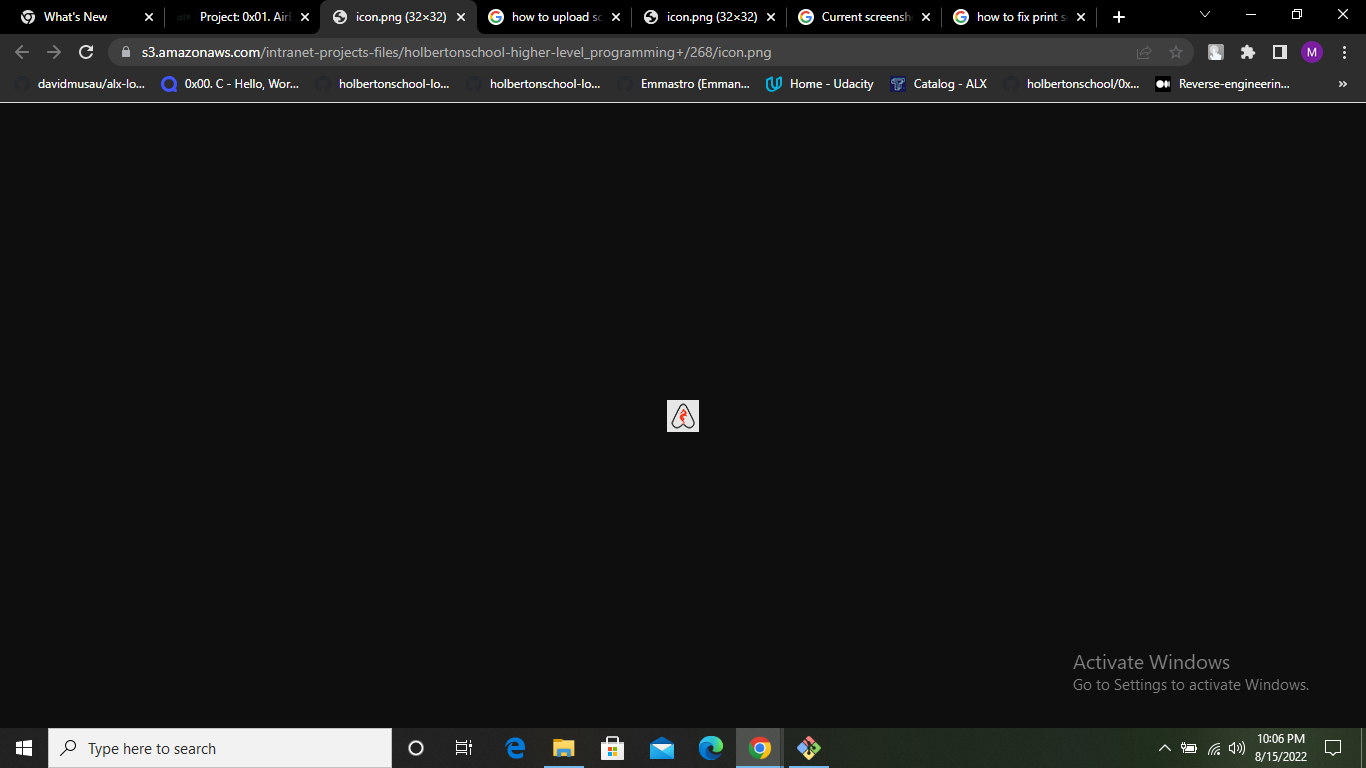 What's New
Project: 0x01. Air
icon.png (32×32)
how to upload sc
icon.png (32×32)
Current screensh
how to fix print s
s3.amazonaws.com/intranet-projects-files/holbertonschool-higher-level_programming+/268/icon.png
M
davidmusau/alx-lo...
0x00. C - Hello, Wor...
holbertonschool-lo...
holbertonschool-lo...
Emmastro (Emman...
Home - Udacity
Catalog - ALX
holbertonschool/0x...
Reverse-engineerin...
»
Activate Windows
Go to Settings to activate Windows.
Type here to search
10:06 PM
8/15/2022